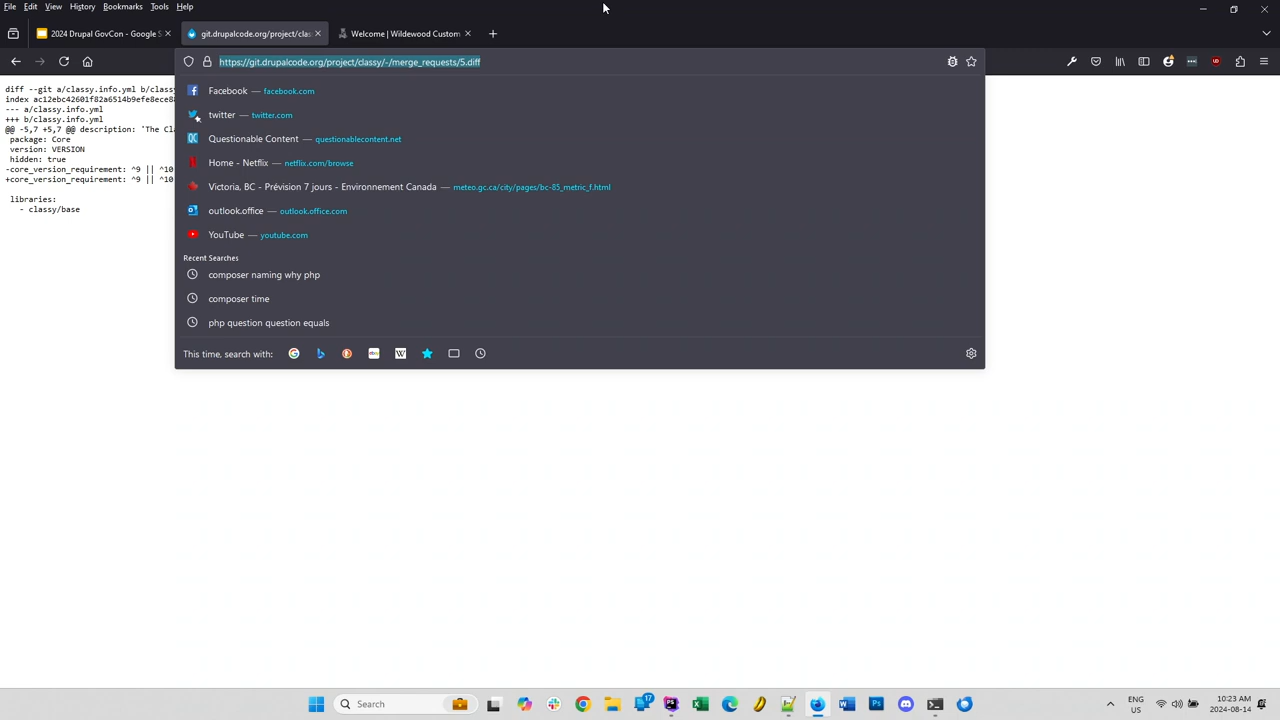 File Edit View History Bookmarks Tools Help
2024 Drupal GovCon - Google S
git.drupalcode.org/project/clas
Welcome | Wildewood Custom
https://git.drupalcode.org/project/classy/-/merge_requests/5.diff
diff --git a/classy.info.yml b/class
index ac12ebc42601f82a6514b9efe8ece8
--- a/classy.info.yml
+++ b/classy.info.yml
@@ -5,7 +5,7 @@ description: 'The Cla
package: Core
version: VERSION
hidden: true
-core_version_requirement: ^9 || ^10
+core_version_requirement: ^9 || ^10
libraries:
- classy/base
Facebook — facebook.com
twitter — twitter.com
Questionable Content — questionablecontent.net
Home - Netflix — netflix.com/browse
Victoria, BC - Prévision 7 jours - Environnement Canada — meteo.gc.ca/city/pages/bc-85_metric_f.html
outlook.office — outlook.office.com
YouTube — youtube.com
Recent Searches
composer naming why php
composer time
php question question equals
This time, search with:
Search
17
ENG
US
10:23 AM
2024-08-14